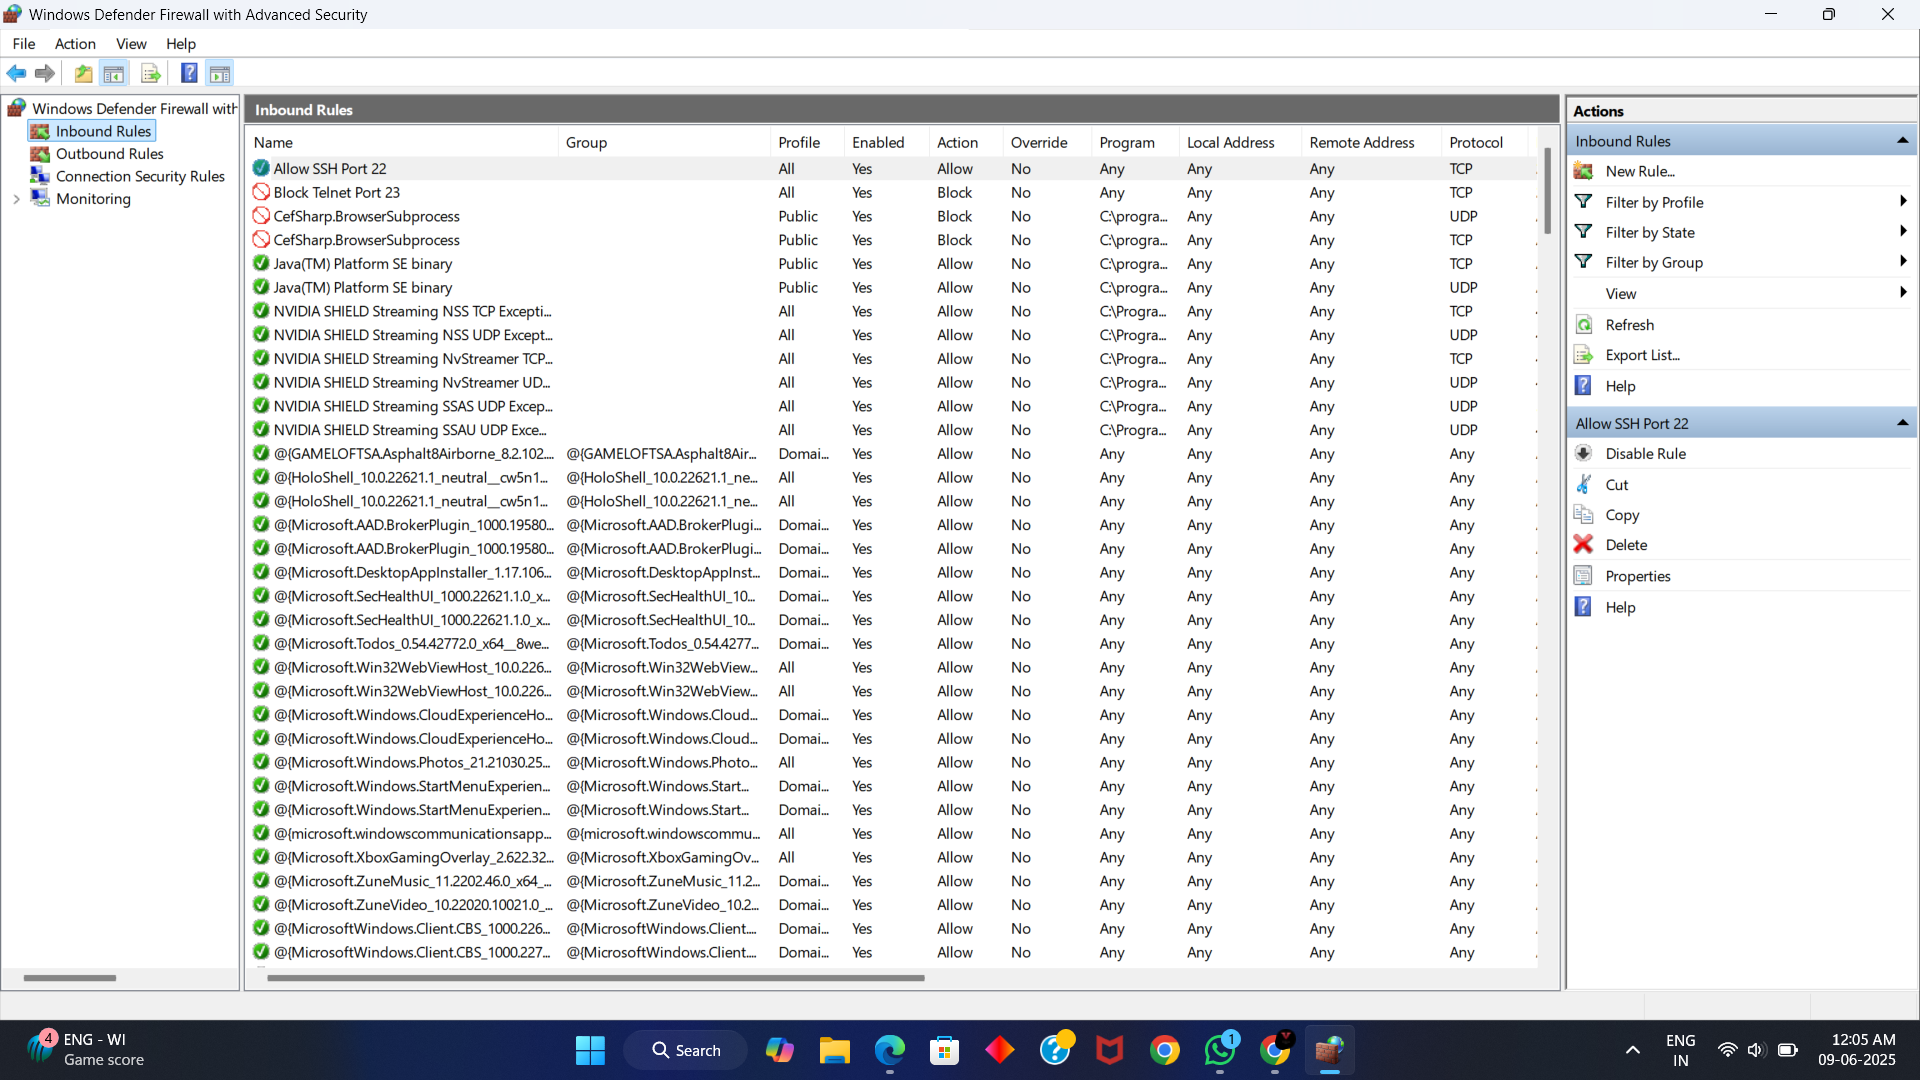 Windows Defender Firewall with Advanced Security
File Action View Help
Windows Defender Firewall with
Inbound Rules
Outbound Rules
Connection Security Rules
Monitoring
Inbound Rules
Name Group Profile Enabled Action Override Program Local Address Remote Address Protocol
Allow SSH Port 22 All Yes Allow No Any Any Any TCP
Block Telnet Port 23 All Yes Block No Any Any Any TCP
CefSharp.BrowserSubprocess Public Yes Block No C:\progra... Any Any UDP
CefSharp.BrowserSubprocess Public Yes Block No C:\progra... Any Any TCP
Java(TM) Platform SE binary Public Yes Allow No C:\progra... Any Any TCP
Java(TM) Platform SE binary Public Yes Allow No C:\progra... Any Any UDP
NVIDIA SHIELD Streaming NSS TCP Excepti... All Yes Allow No C:\Progra... Any Any TCP
NVIDIA SHIELD Streaming NSS UDP Except... All Yes Allow No C:\Progra... Any Any UDP
NVIDIA SHIELD Streaming NvStreamer TCP... All Yes Allow No C:\Progra... Any Any TCP
NVIDIA SHIELD Streaming NvStreamer UD... All Yes Allow No C:\Progra... Any Any UDP
NVIDIA SHIELD Streaming SSAS UDP Excep... All Yes Allow No C:\Progra... Any Any UDP
NVIDIA SHIELD Streaming SSAU UDP Exce... All Yes Allow No C:\Progra... Any Any UDP
@{GAMELOFTSA.Asphalt8Airborne_8.2.102... @{GAMELOFTSA.Asphalt8Air... Domai... Yes Allow No Any Any Any Any
@{HoloShell_10.0.22621.1_neutral__cw5n1... @{HoloShell_10.0.22621.1_ne... All Yes Allow No Any Any Any Any
@{HoloShell_10.0.22621.1_neutral__cw5n1... @{HoloShell_10.0.22621.1_ne... All Yes Allow No Any Any Any Any
@{Microsoft.AAD.BrokerPlugin_1000.19580... @{Microsoft.AAD.BrokerPlugi... Domai... Yes Allow No Any Any Any Any
@{Microsoft.AAD.BrokerPlugin_1000.19580... @{Microsoft.AAD.BrokerPlugi... Domai... Yes Allow No Any Any Any Any
@{Microsoft.DesktopAppInstaller_1.17.106... @{Microsoft.DesktopAppInst... Domai... Yes Allow No Any Any Any Any
@{Microsoft.SecHealthUI_1000.22621.1.0_x... @{Microsoft.SecHealthUI_10... Domai... Yes Allow No Any Any Any Any
@{Microsoft.SecHealthUI_1000.22621.1.0_x... @{Microsoft.SecHealthUI_10... Domai... Yes Allow No Any Any Any Any
@{Microsoft.Todos_0.54.42772.0_x64__8we... @{Microsoft.Todos_0.54.4277... Domai... Yes Allow No Any Any Any Any
@{Microsoft.Win32WebViewHost_10.0.226... @{Microsoft.Win32WebView... All Yes Allow No Any Any Any Any
@{Microsoft.Win32WebViewHost_10.0.226... @{Microsoft.Win32WebView... All Yes Allow No Any Any Any Any
@{Microsoft.Windows.CloudExperienceHo... @{Microsoft.Windows.Cloud... Domai... Yes Allow No Any Any Any Any
@{Microsoft.Windows.CloudExperienceHo... @{Microsoft.Windows.Cloud... Domai... Yes Allow No Any Any Any Any
@{Microsoft.Windows.Photos_21.21030.25... @{Microsoft.Windows.Photo... All Yes Allow No Any Any Any Any
@{Microsoft.Windows.StartMenuExperien... @{Microsoft.Windows.Start... Domai... Yes Allow No Any Any Any Any
@{Microsoft.Windows.StartMenuExperien... @{Microsoft.Windows.Start... Domai... Yes Allow No Any Any Any Any
@{microsoft.windowscommunicationsapp... @{microsoft.windowscommu... All Yes Allow No Any Any Any Any
@{Microsoft.XboxGamingOverlay_2.622.32... @{Microsoft.XboxGamingOv... All Yes Allow No Any Any Any Any
@{Microsoft.ZuneMusic_11.2202.46.0_x64_... @{Microsoft.ZuneMusic_11.2... Domai... Yes Allow No Any Any Any Any
@{Microsoft.ZuneVideo_10.22020.10021.0_... @{Microsoft.ZuneVideo_10.2... Domai... Yes Allow No Any Any Any Any
@{MicrosoftWindows.Client.CBS_1000.226... @{MicrosoftWindows.Client.... Domai... Yes Allow No Any Any Any Any
@{MicrosoftWindows.Client.CBS_1000.227... @{MicrosoftWindows.Client.... Domai... Yes Allow No Any Any Any Any
Actions
Inbound Rules
New Rule...
Filter by Profile
Filter by State
Filter by Group
View
Refresh
Export List...
Help
Allow SSH Port 22
Disable Rule
Cut
Copy
Delete
Properties
Help
4
ENG - WI
Game score
Search
1
ENG
IN
12:05 AM
09-06-2025